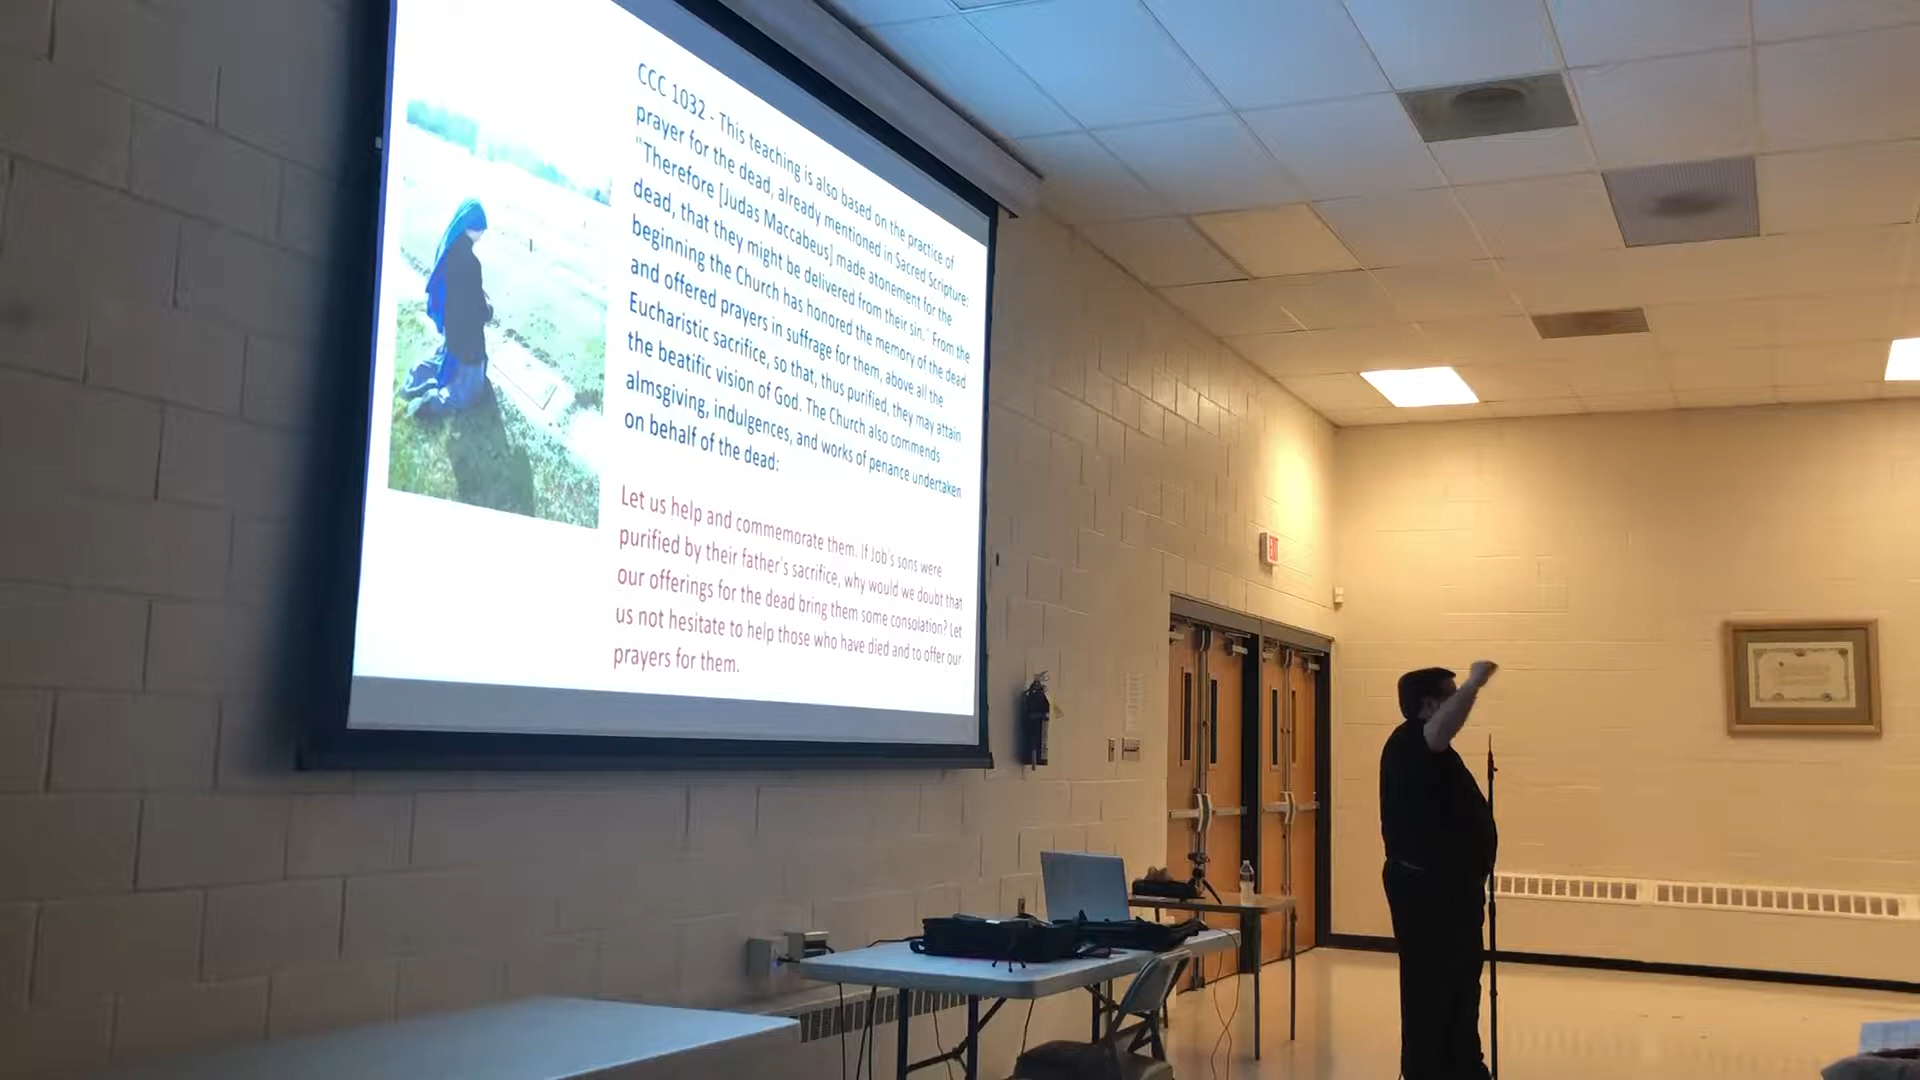 CCC 1032 - This teaching is also based on the practice of
prayer for the dead, already mentioned in Sacred Scripture:
"Therefore [Judas Maccabeus] made atonement for the
dead, that they might be delivered from their sin." From the
beginning the Church has honored the memory of the dead
and offered prayers in suffrage for them, above all the
Eucharistic sacrifice, so that, thus purified, they may attain
the beatific vision of God. The Church also commends
almsgiving, indulgences, and works of penance undertaken
on behalf of the dead:
Let us help and commemorate them. If Job's sons were
purified by their father's sacrifice, why would we doubt that
our offerings for the dead bring them some consolation? Let
us not hesitate to help those who have died and to offer our
prayers for them.
EXIT